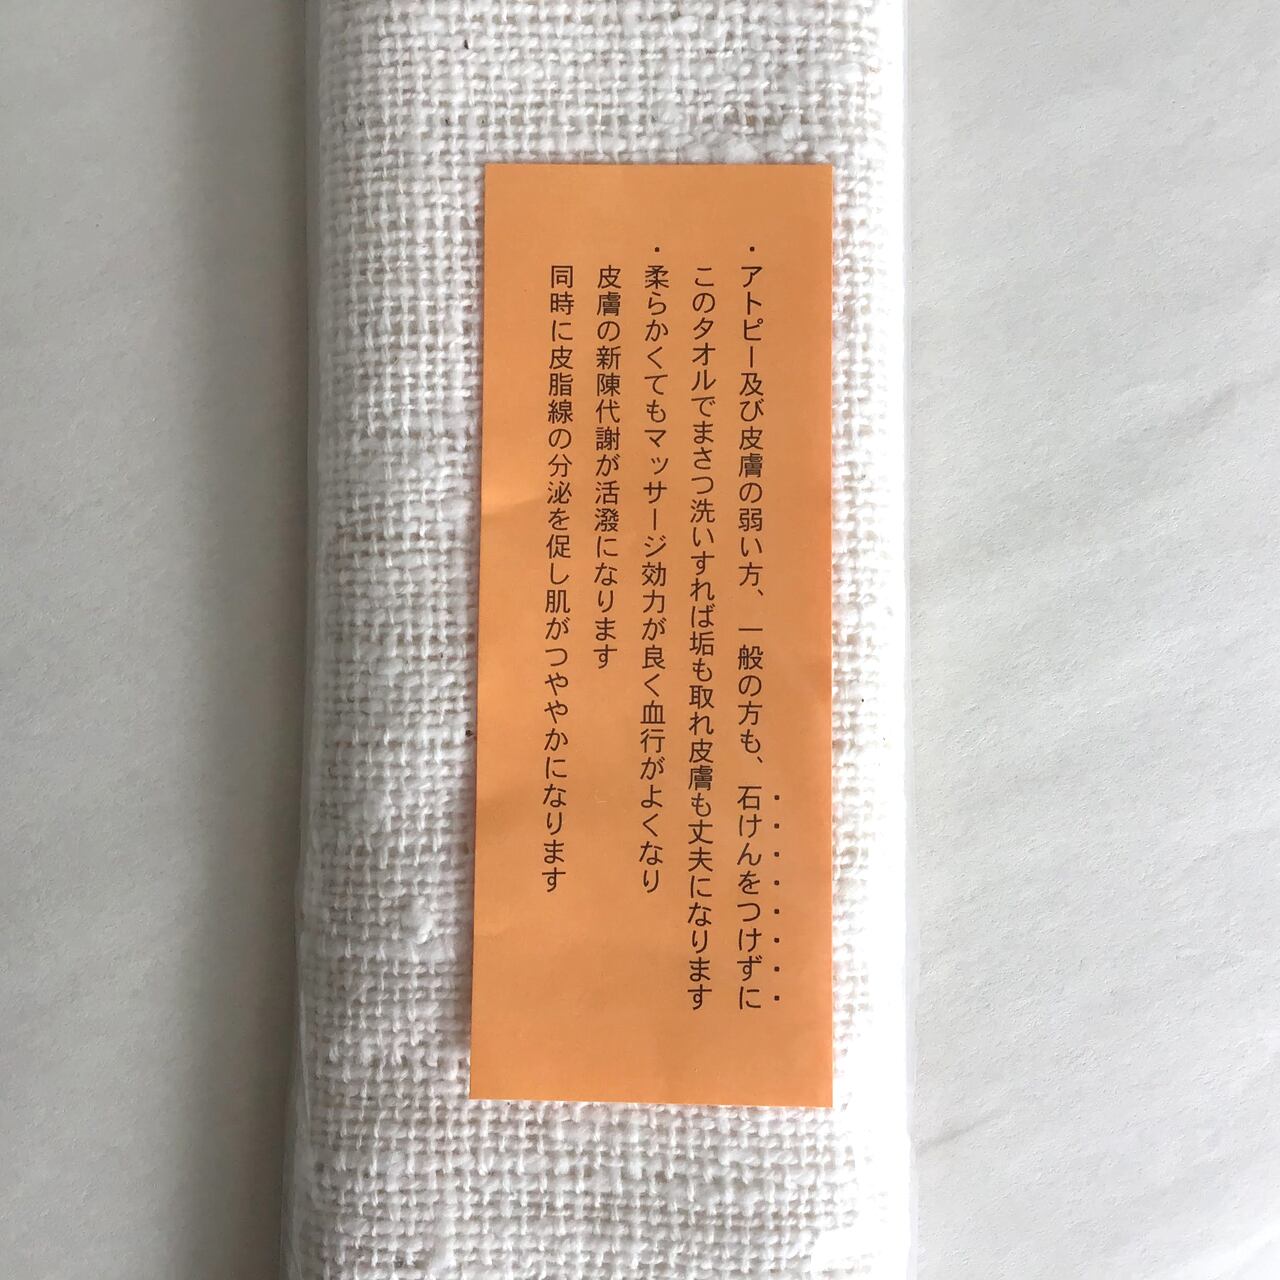 ・アトピー及び皮膚の弱い方、一般の方も、石けんをつけずに
このタオルでまさつ洗いすれば垢も取れ皮膚も丈夫になります
・柔らかくてもマッサージ効力が良く血行がよくなり
皮膚の新陳代謝が活潑になります
同時に皮脂線の分泌を促し肌がつややかになります